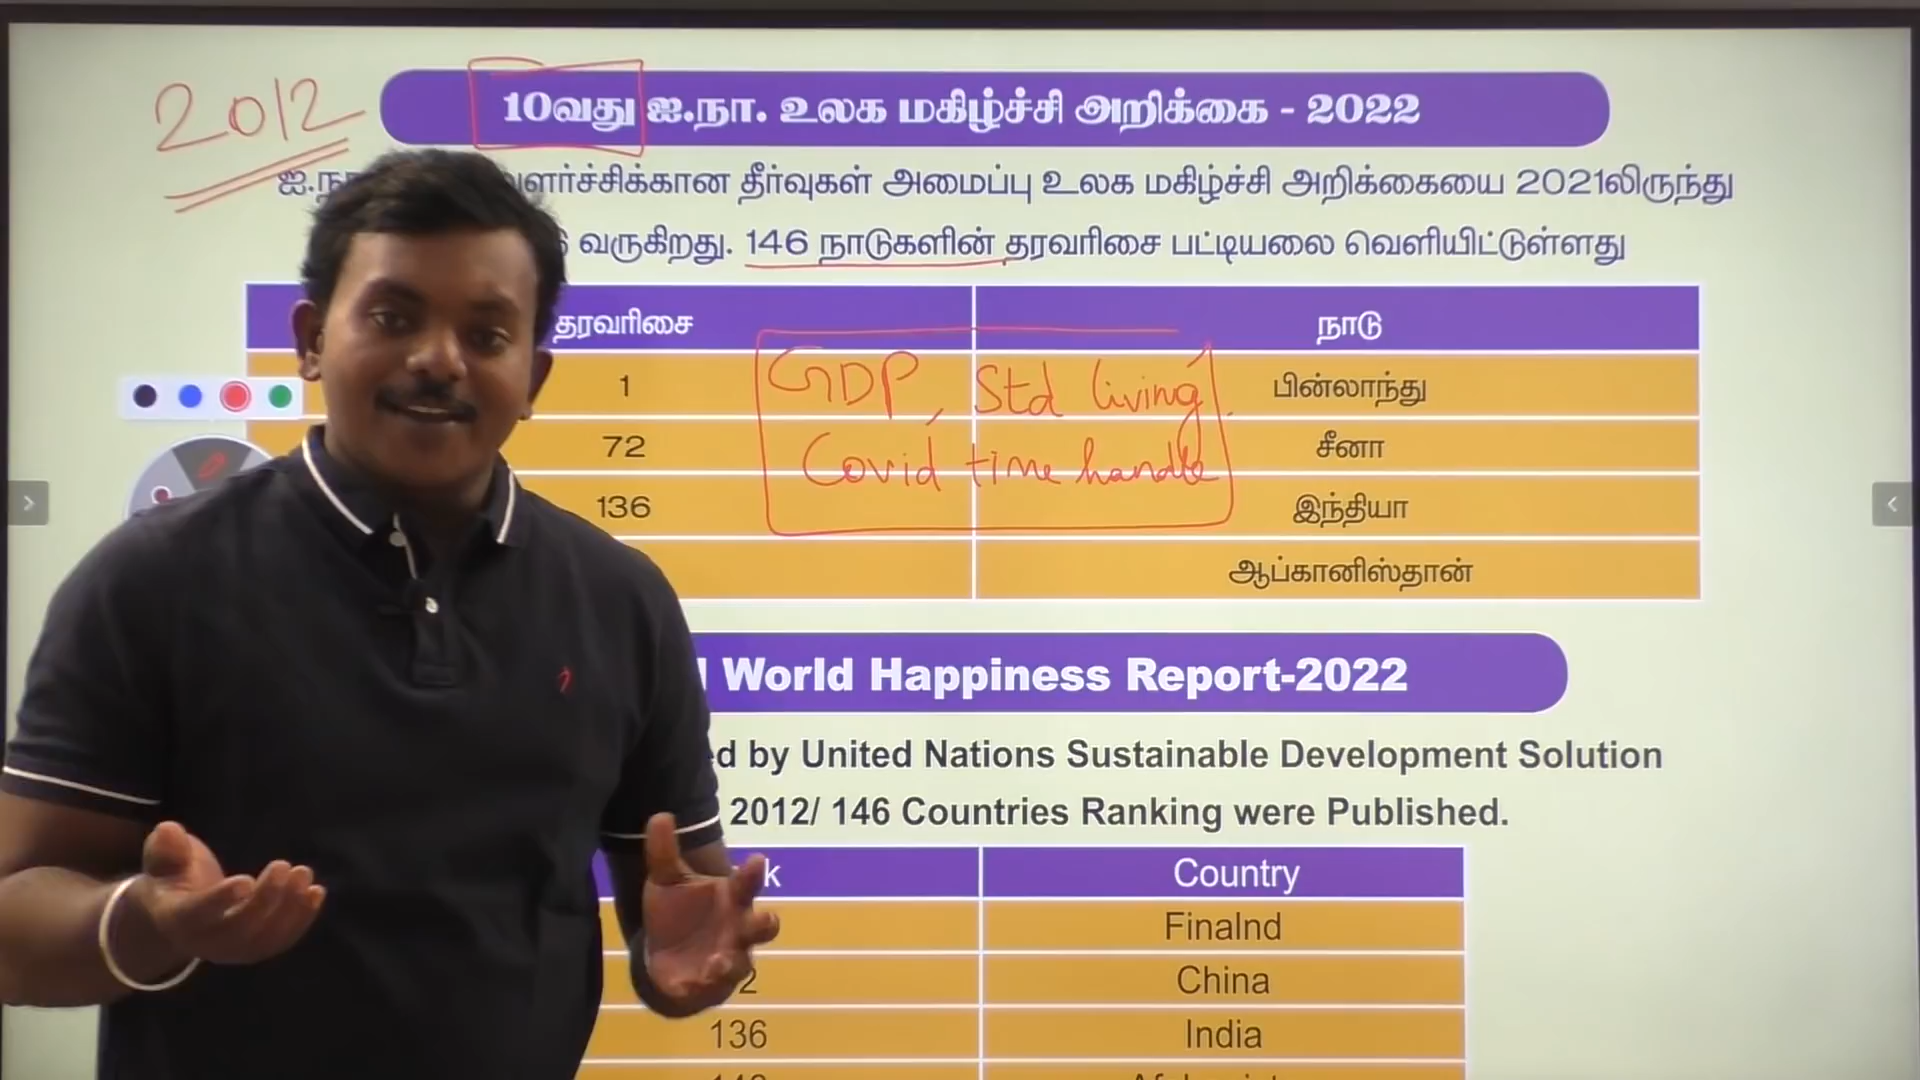 2012
10வது ஐ.நா. உலக மகிழ்ச்சி அறிக்கை - 2022
ஐ.நா வளர்ச்சிக்கான தீர்வுகள் அமைப்பு உலக மகிழ்ச்சி அறிக்கையை 2021லிருந்து
வருகிறது. 146 நாடுகளின் தரவரிசை பட்டியலை வெளியிட்டுள்ளது
தரவரிசை நாடு
1 பின்லாந்து
GDP, Std living,
72 சீனா
Covid time handle
136 இந்தியா
ஆப்கானிஸ்தான்
World Happiness Report-2022
by United Nations Sustainable Development Solution
2012/ 146 Countries Ranking were Published.
Country
Finalnd
China
136 India